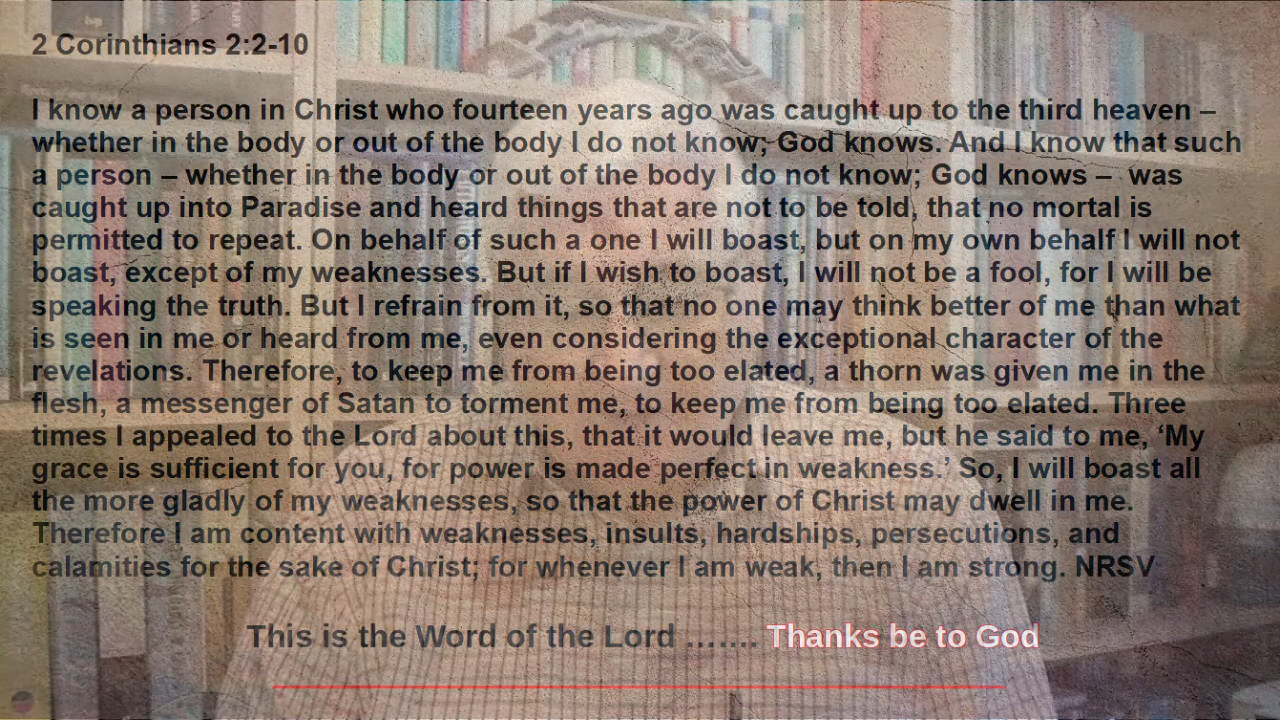 2 Corinthians 2:2-10
I know a person in Christ who fourteen years ago was caught up to the third heaven –
whether in the body or out of the body I do not know; God knows. And I know that such
a person – whether in the body or out of the body I do not know; God knows –  was
caught up into Paradise and heard things that are not to be told, that no mortal is
permitted to repeat. On behalf of such a one I will boast, but on my own behalf I will not
boast, except of my weaknesses. But if I wish to boast, I will not be a fool, for I will be
speaking the truth. But I refrain from it, so that no one may think better of me than what
is seen in me or heard from me, even considering the exceptional character of the
revelations. Therefore, to keep me from being too elated, a thorn was given me in the
flesh, a messenger of Satan to torment me, to keep me from being too elated. Three
times I appealed to the Lord about this, that it would leave me, but he said to me, ‘My
grace is sufficient for you, for power is made perfect in weakness.’ So, I will boast all
the more gladly of my weaknesses, so that the power of Christ may dwell in me.
Therefore I am content with weaknesses, insults, hardships, persecutions, and
calamities for the sake of Christ; for whenever I am weak, then I am strong. NRSV
This is the Word of the Lord ……. Thanks be to God